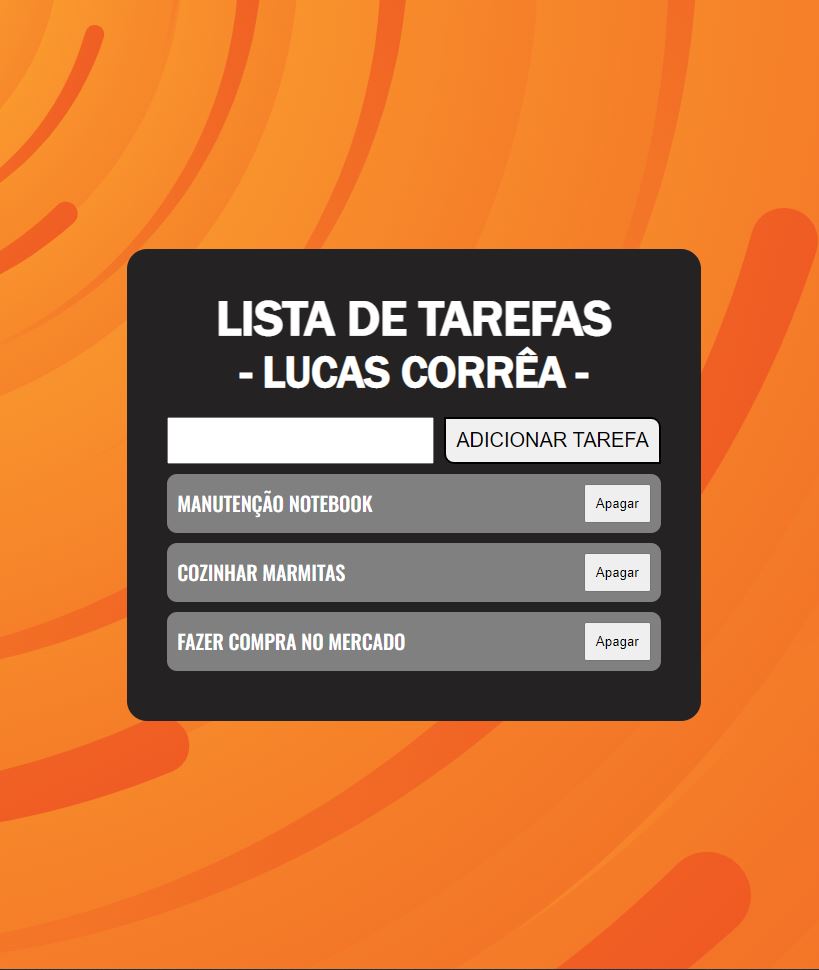 LISTA DE TAREFAS
- LUCAS CORRÊA -
ADICIONAR TAREFA
MANUTENÇÃO NOTEBOOK
Apagar
COZINHAR MARMITAS
Apagar
FAZER COMPRA NO MERCADO
Apagar